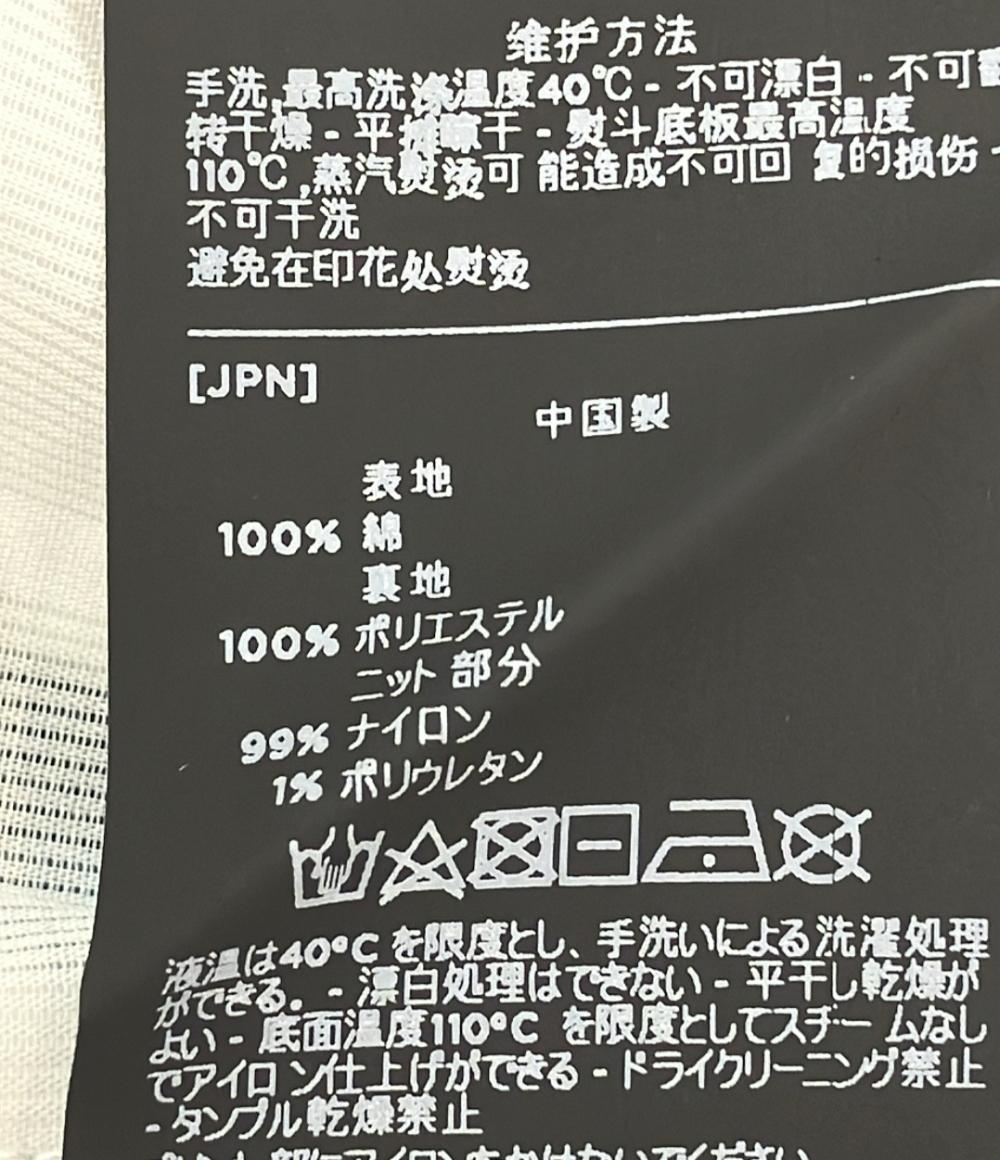 维护方法
手洗,最高洗涤温度40℃ - 不可漂白 - 不可翻
转干燥 - 平摊晾干 - 熨斗底板最高温度
110℃,蒸汽熨烫可 能造成不可回 复的损伤 -
不可干洗
避免在印花处熨烫
[JPN]
中国製
表地
100% 綿
裏地
100% ポリエステル
ニット 部分
99% ナイロン
1% ポリウレタン
液温は40°C を限度とし、手洗いによる洗濯処理
ができる。 - 漂白処理はできない - 平干し乾燥が
よい - 底面温度110°C を限度としてスチー ムなし
でアイロ ン仕上げができる - ドライクリーニング禁止
- タンブル乾燥禁止